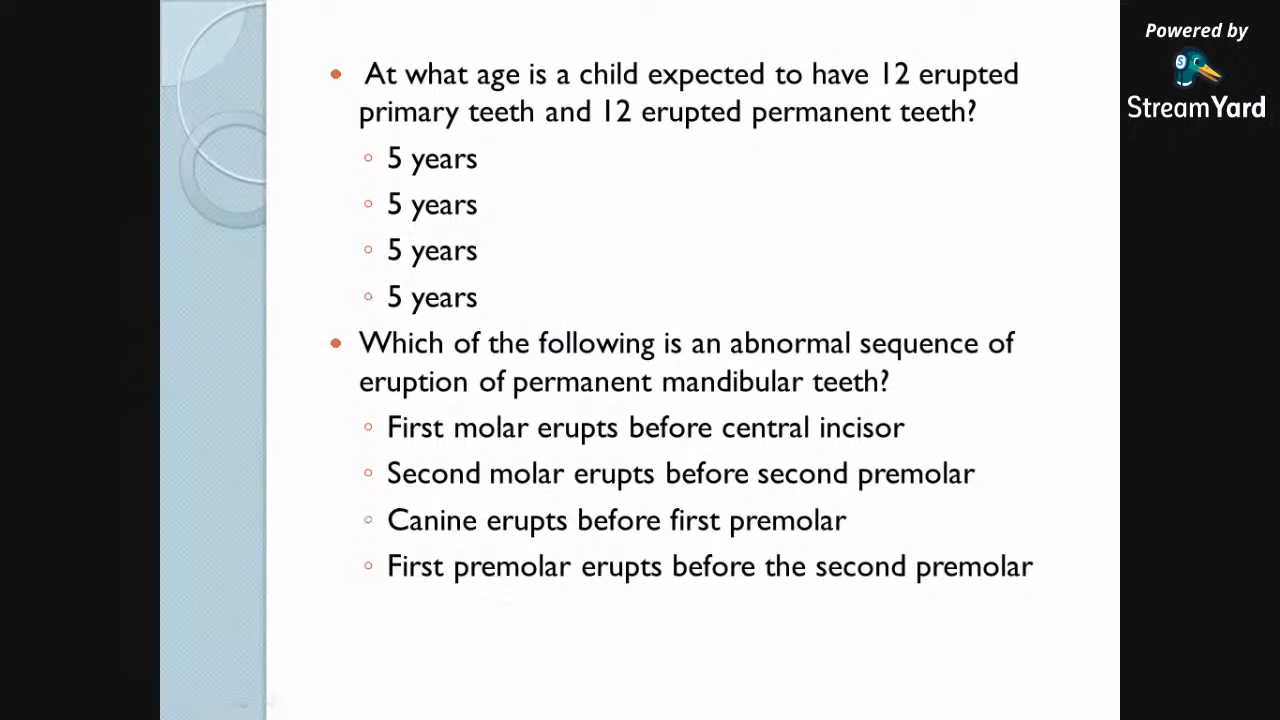 Powered by
StreamYard
At what age is a child expected to have 12 erupted
primary teeth and 12 erupted permanent teeth?
5 years
5 years
5 years
5 years
Which of the following is an abnormal sequence of
eruption of permanent mandibular teeth?
First molar erupts before central incisor
Second molar erupts before second premolar
Canine erupts before first premolar
First premolar erupts before the second premolar